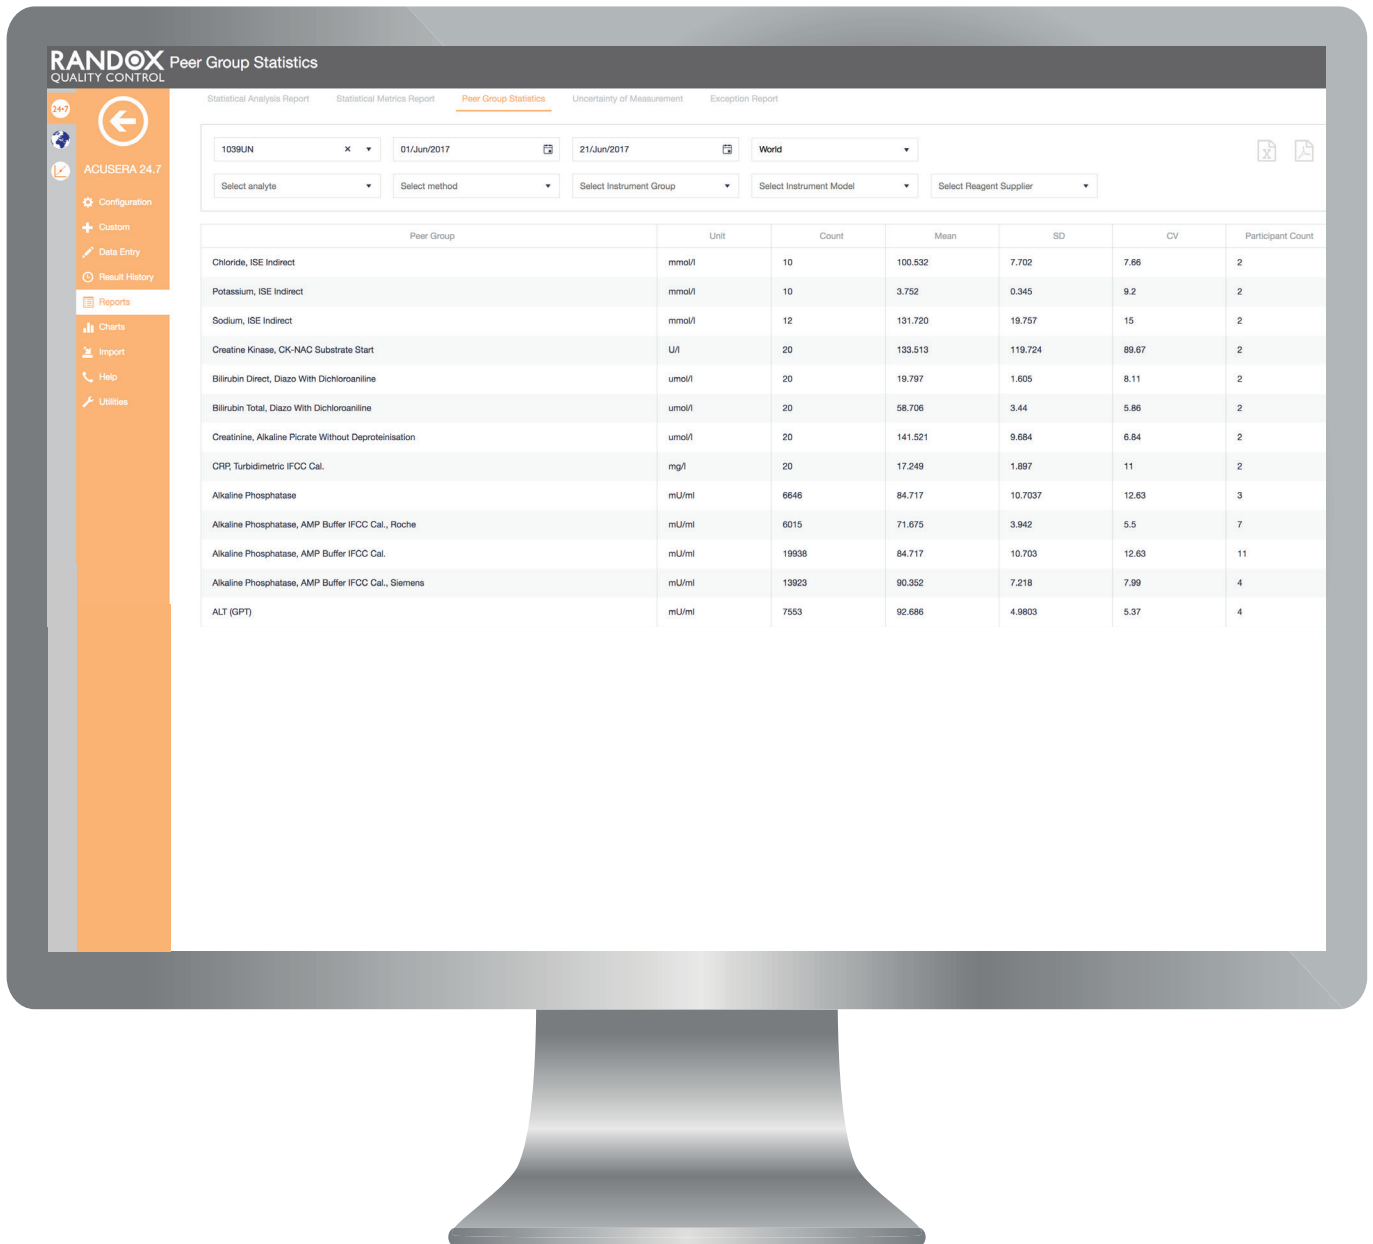 RANDOX Peer Group Statistics
QUALITY CONTROL
Statistical Analysis Report Statistical Metrics Report Peer Group Statistics Uncertainty of Measurement Exception Report
24•7
ACUSERA 24.7
Configuration
Custom
Data Entry
Result History
Reports
Charts
Import
Help
Utilities
1039UN 01/Jun/2017 21/Jun/2017 World
Select analyte Select method Select Instrument Group Select Instrument Model Select Reagent Supplier
Peer Group Unit Count Mean SD CV Participant Count
Chloride, ISE Indirect mmol/l 10 100.532 7.702 7.66 2
Potassium, ISE Indirect mmol/l 10 3.752 0.345 9.2 2
Sodium, ISE Indirect mmol/l 12 131.720 19.757 15 2
Creatine Kinase, CK-NAC Substrate Start U/l 20 133.513 119.724 89.67 2
Bilirubin Direct, Diazo With Dichloroaniline umol/l 20 19.797 1.605 8.11 2
Bilirubin Total, Diazo With Dichloroaniline umol/l 20 58.706 3.44 5.86 2
Creatinine, Alkaline Picrate Without Deproteinisation umol/l 20 141.521 9.684 6.84 2
CRP, Turbidimetric IFCC Cal. mg/l 20 17.249 1.897 11 2
Alkaline Phosphatase mU/ml 6646 84.717 10.7037 12.63 3
Alkaline Phosphatase, AMP Buffer IFCC Cal., Roche mU/ml 6015 71.675 3.942 5.5 7
Alkaline Phosphatase, AMP Buffer IFCC Cal. mU/ml 19938 84.717 10.703 12.63 11
Alkaline Phosphatase, AMP Buffer IFCC Cal., Siemens mU/ml 13923 90.352 7.218 7.99 4
ALT (GPT) mU/ml 7553 92.686 4.9803 5.37 4